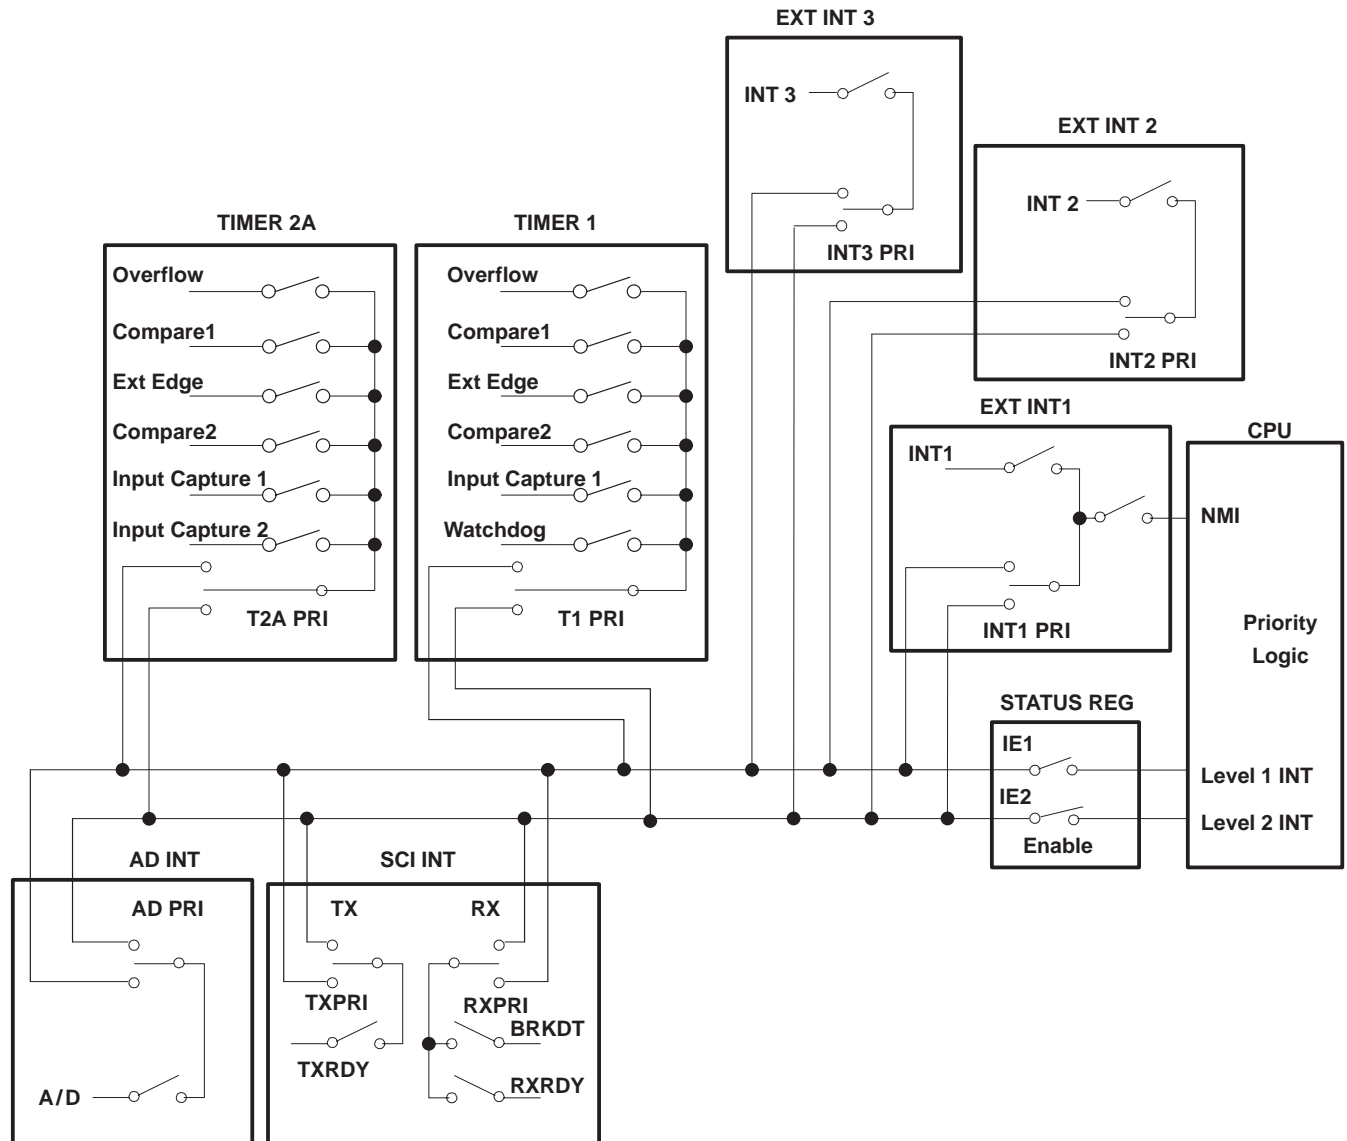 EXT INT 3
INT 3
INT3 PRI
EXT INT 2
INT 2
INT2 PRI
TIMER 2A
Overflow
Compare1
Ext Edge
Compare2
Input Capture 1
Input Capture 2
T2A PRI
TIMER 1
Overflow
Compare1
Ext Edge
Compare2
Input Capture 1
Watchdog
T1 PRI
EXT INT1
INT1
INT1 PRI
CPU
NMI
Priority
Logic
Level 1 INT
Level 2 INT
STATUS REG
IE1
IE2
Enable
AD INT
AD PRI
A/D
SCI INT
TX
RX
TXPRI
RXPRI
BRKDT
TXRDY
RXRDY